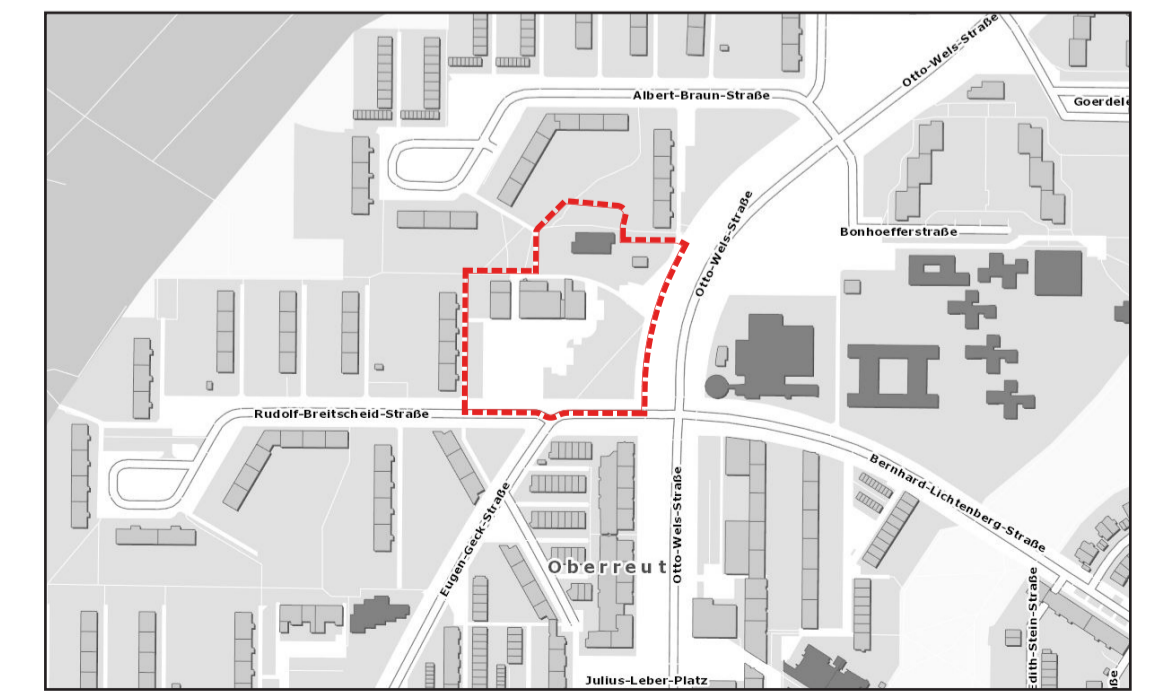 Otto-Wels-Straße
Albert-Braun-Straße
Goerdele
Otto-Wels-Straße
Bonhoefferstraße
Rudolf-Breitscheid-Straße
Bernhard-Lichtenberg-Straße
Eugen-Geck-Straße
Otto-Wels-Straße
Oberreut
Edith-Stein-Straße
Julius-Leber-Platz
aße